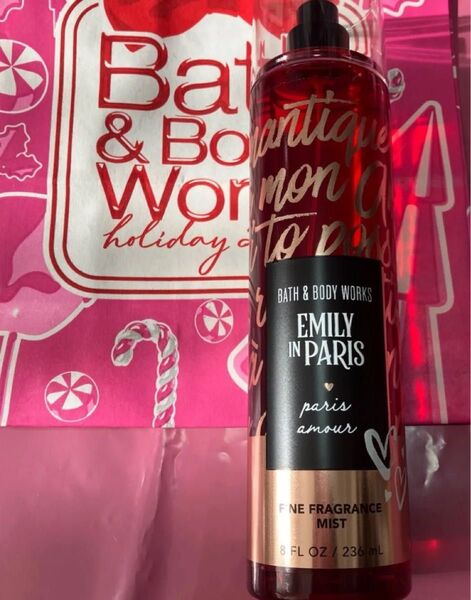 Bat
& Bo
Wor
holiday
antique
mon
to
BATH & BODY WORKS
EMILY
IN PARIS
paris
amour
FINE FRAGRANCE
MIST
8 FL OZ / 236 mL